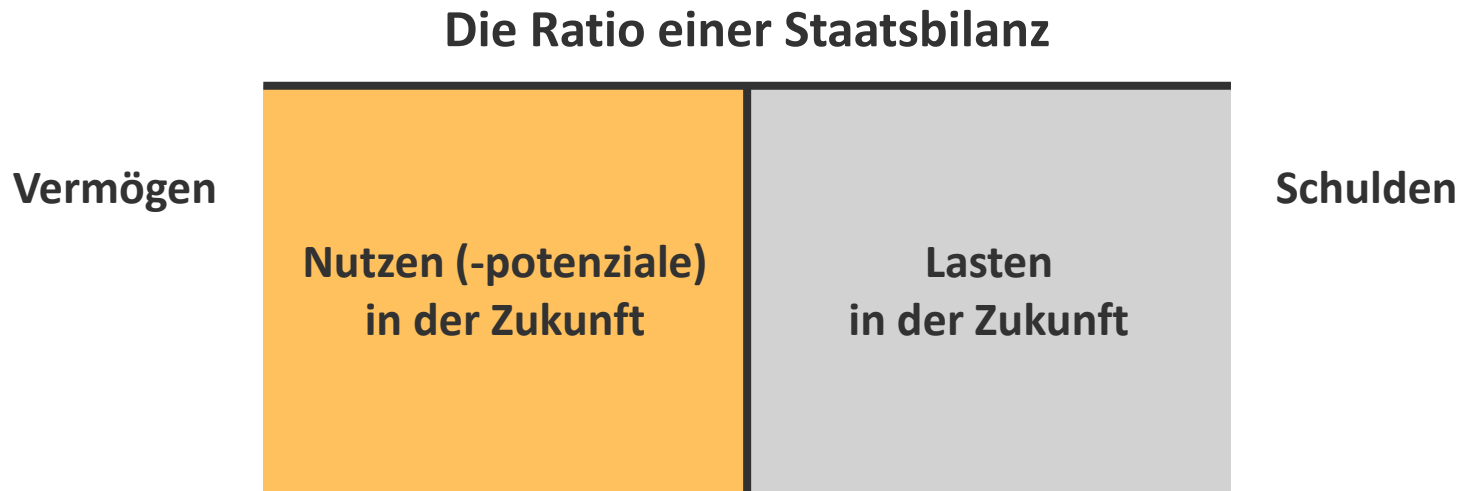 Die Ratio einer Staatsbilanz
Vermögen
Nutzen (-potenziale)
in der Zukunft
Lasten
in der Zukunft
Schulden